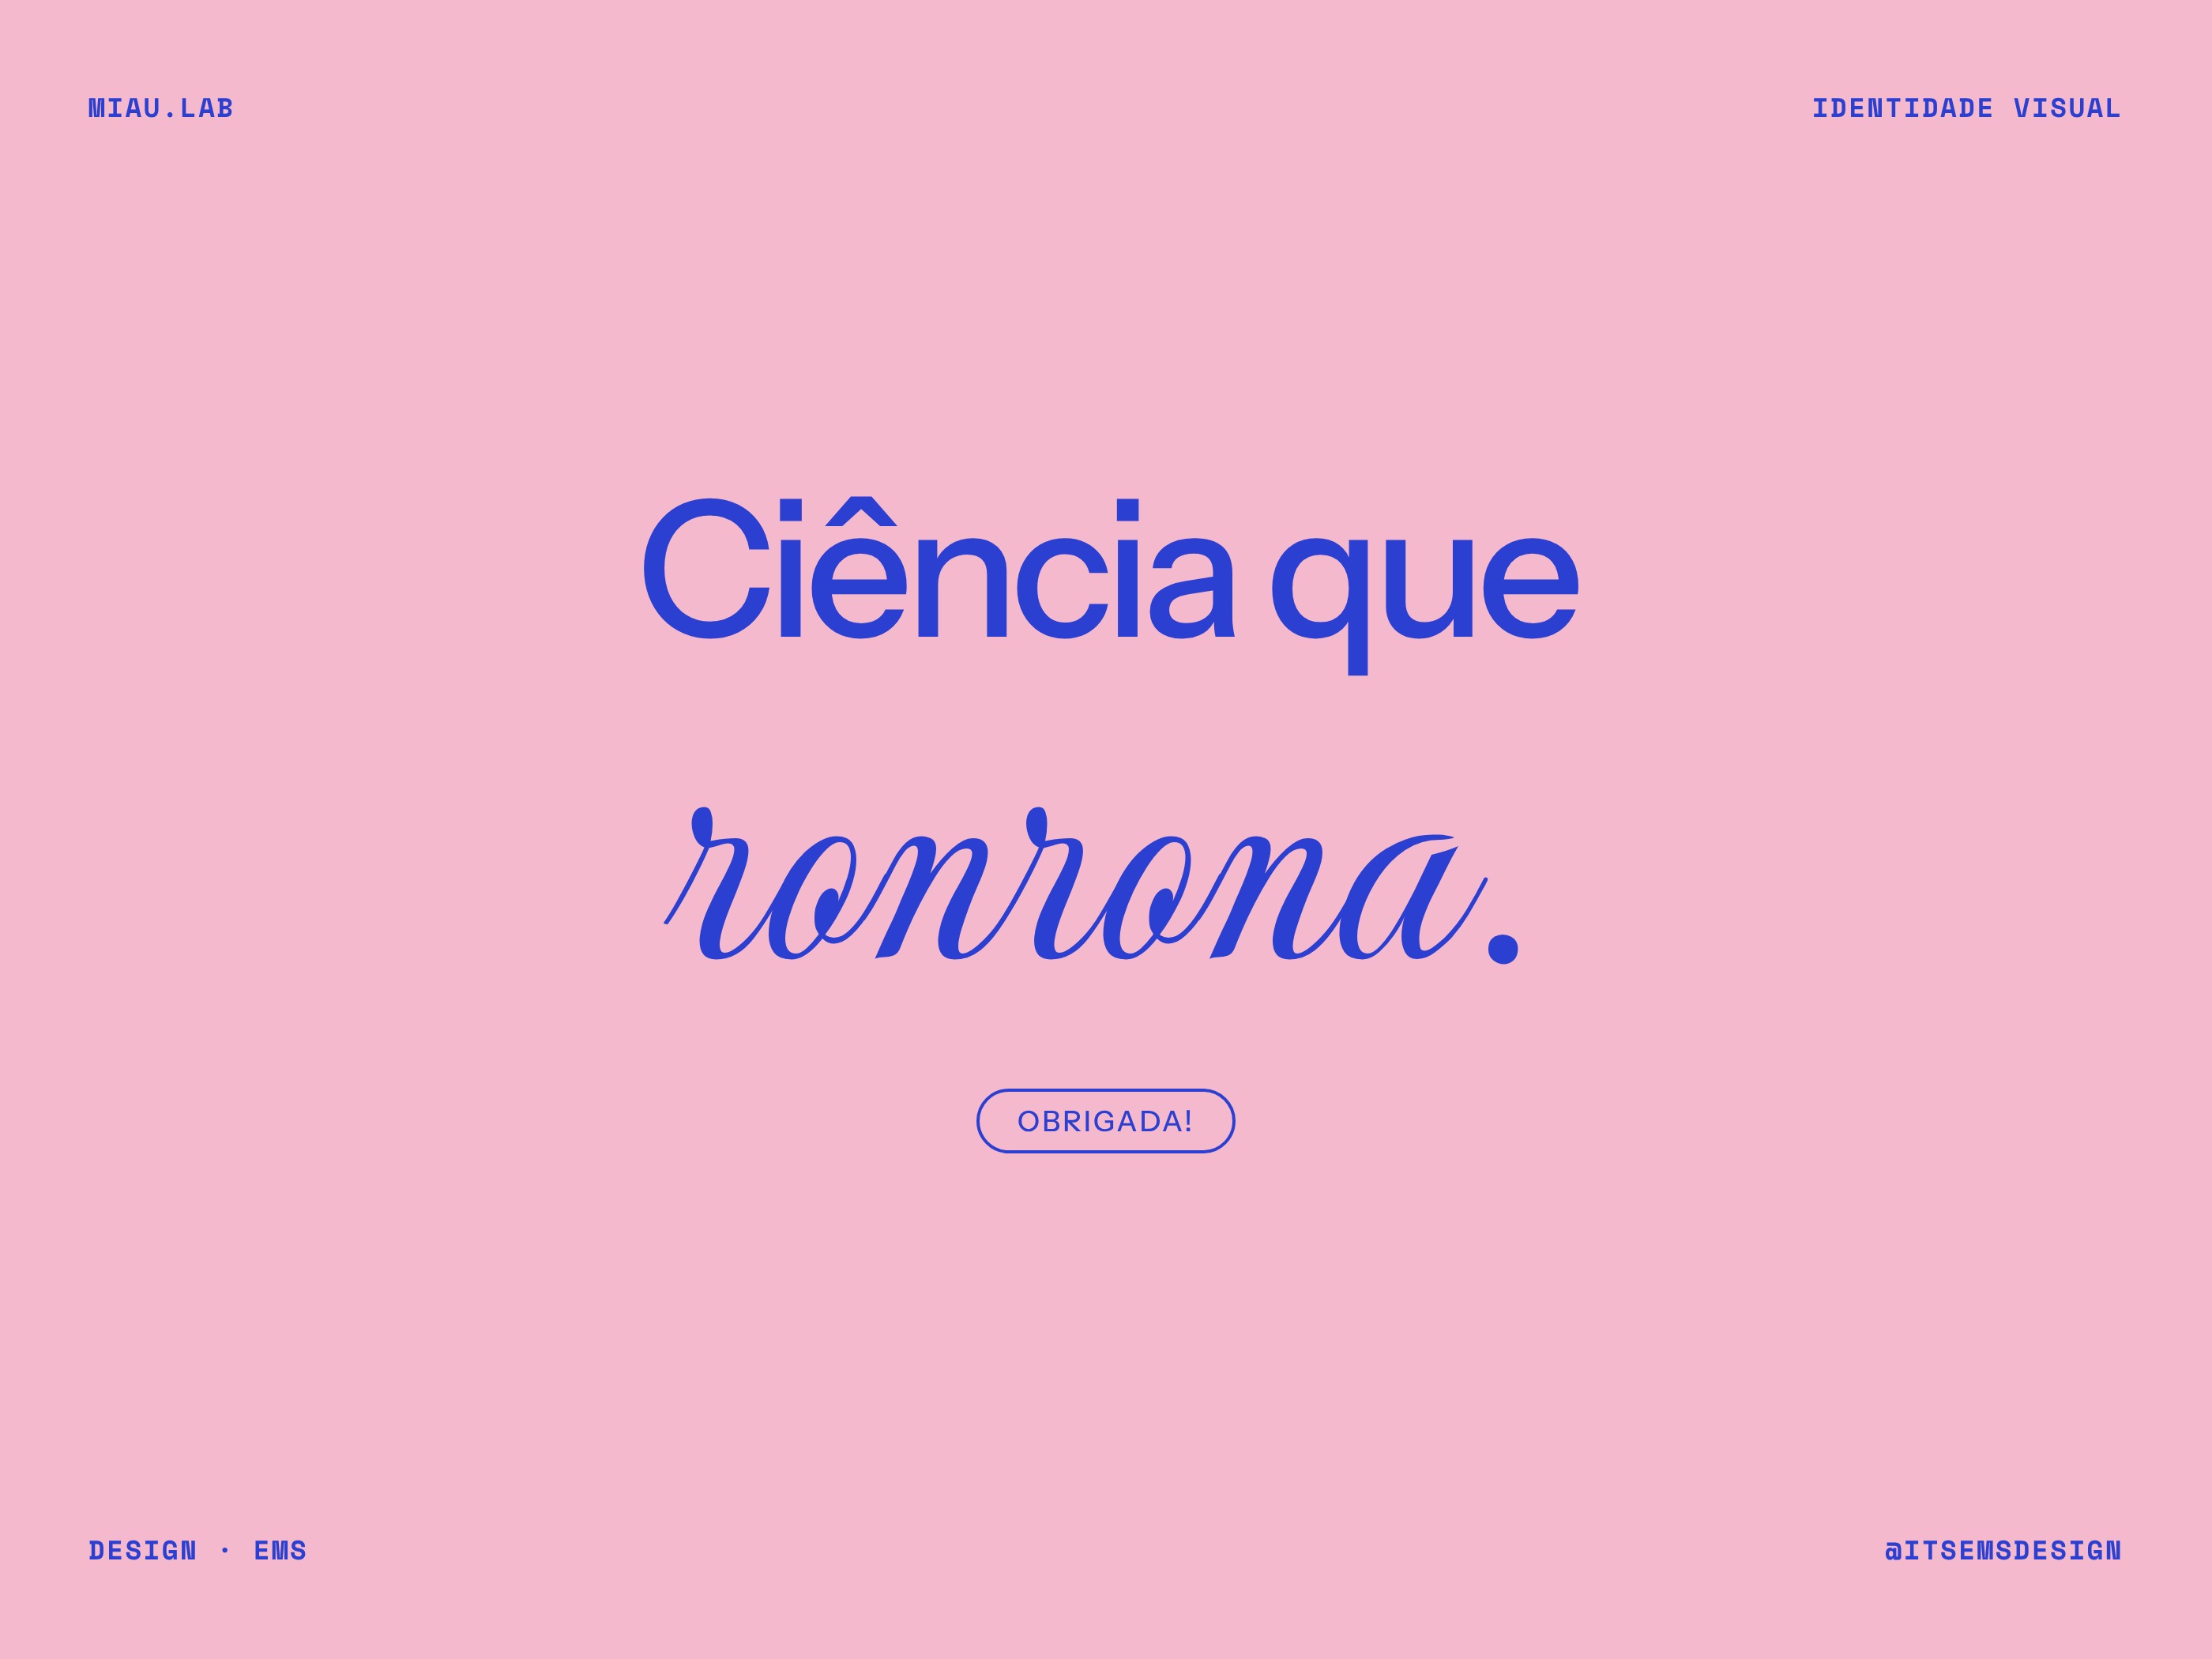 MIAU.LAB
IDENTIDADE VISUAL
Ciência que
ronrona.
OBRIGADA!
DESIGN · EMS
@ITSEMSDESIGN